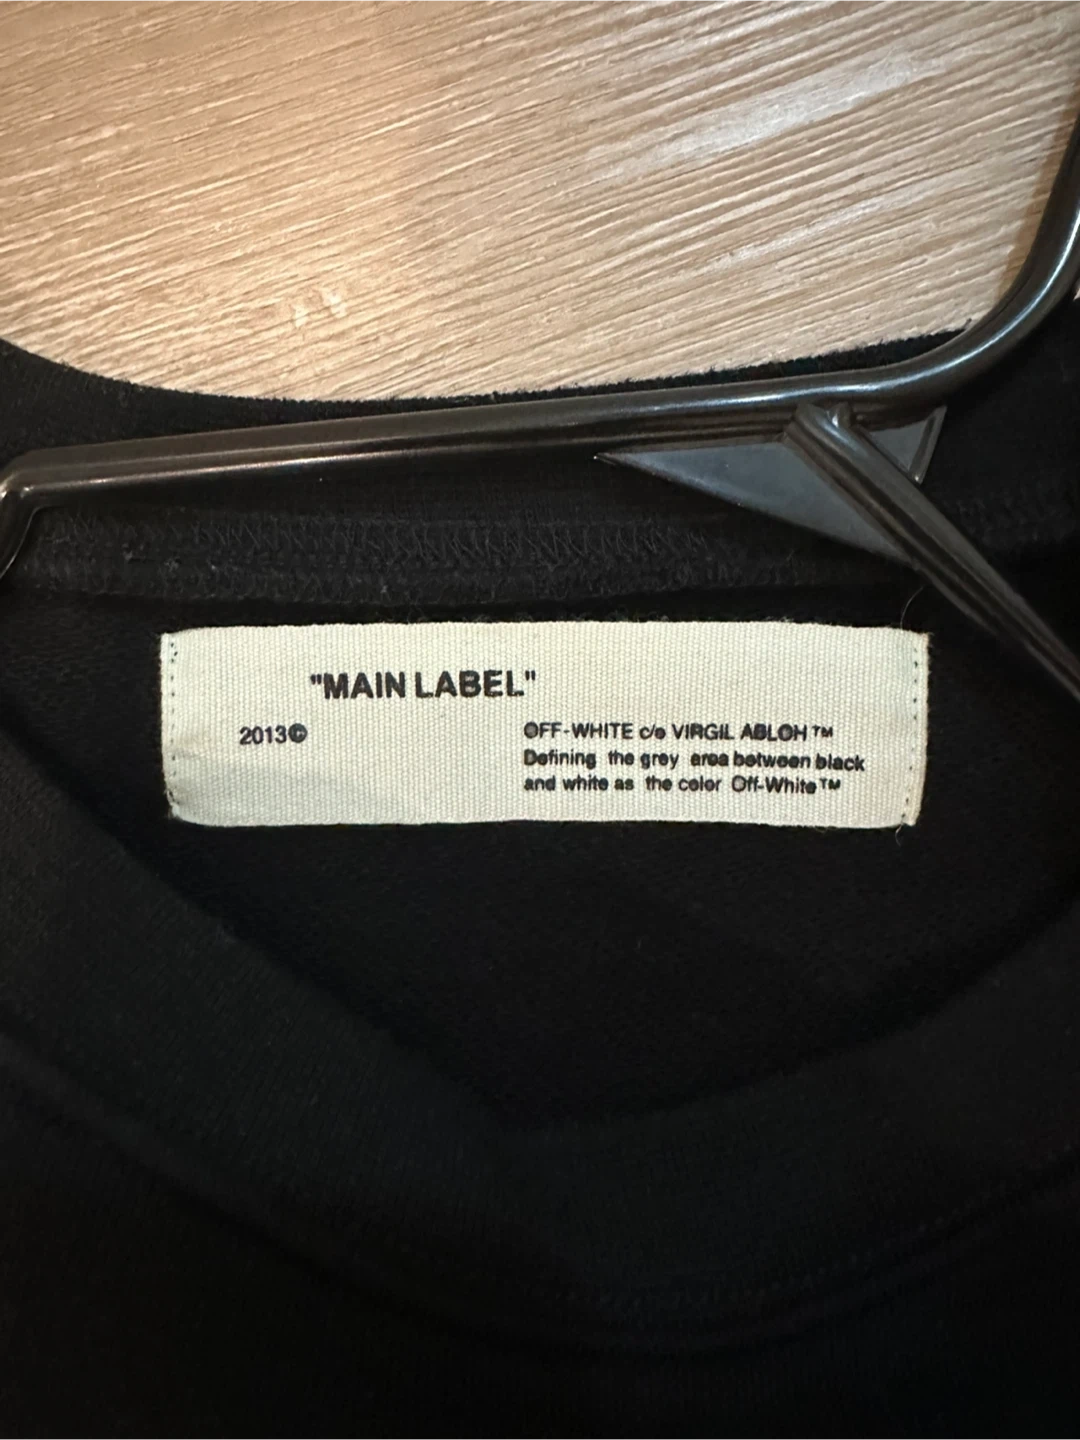 "MAIN LABEL"
2013©
OFF-WHITE c/o VIRGIL ABLOH™
Defining the grey area between black
and white as the color Off-White™